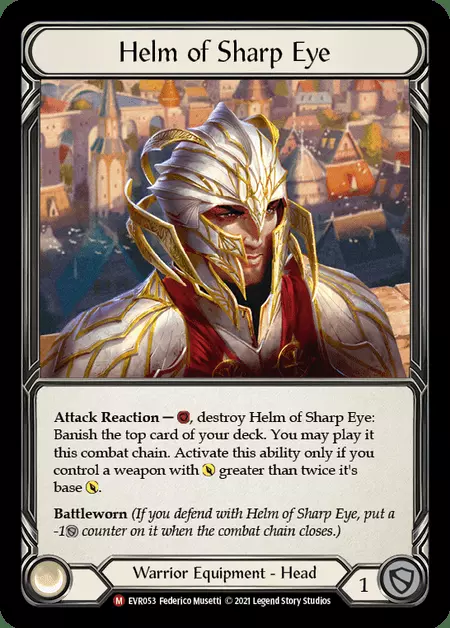 Helm of Sharp Eye
Attack Reaction — , destroy Helm of Sharp Eye:
Banish the top card of your deck. You may play it
this combat chain. Activate this ability only if you
control a weapon with greater than twice it's
base .
Battleworn (If you defend with Helm of Sharp Eye, put a
-1 counter on it when the combat chain closes.)
Warrior Equipment - Head
1
M EVR053 Federico Musetti © 2021 Legend Story Studios